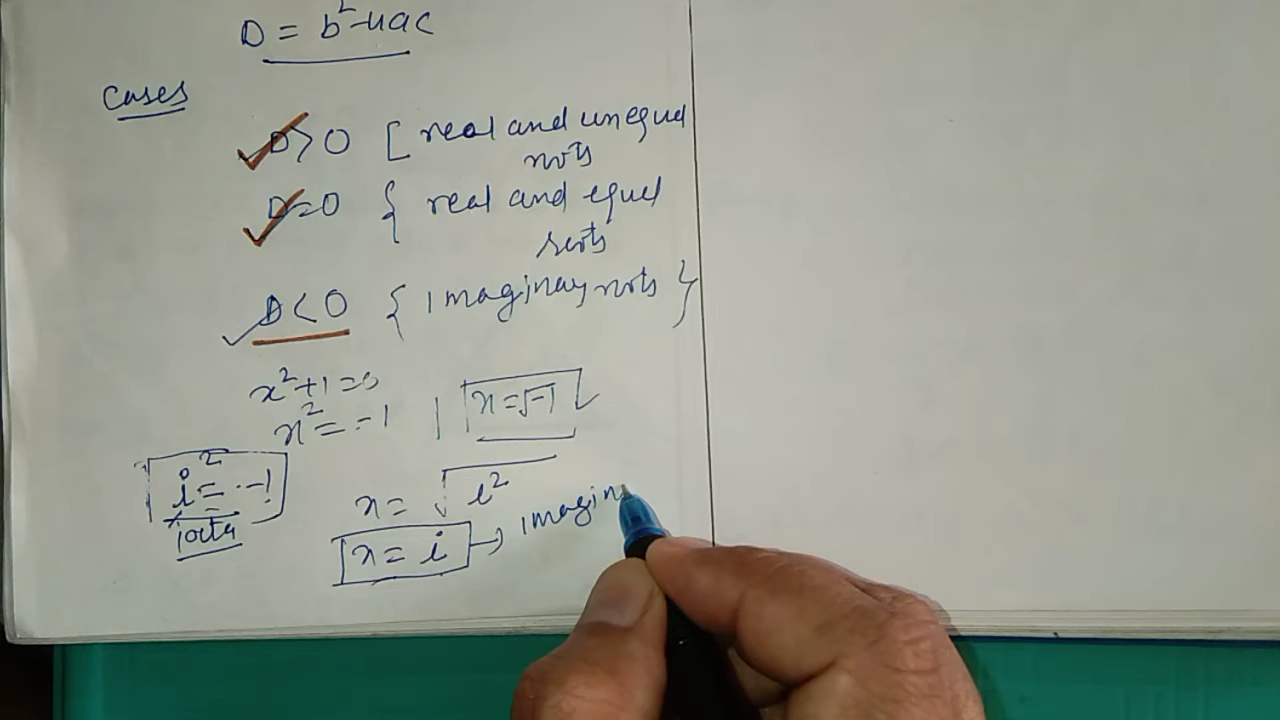 D = b²-4ac
Cases
D>0 [ real and unequal
roots
D=0 { real and equal
roots
D<0 { imaginay roots }
x²+1=0
x²=-1 | x=√-1
i²=-1
x= √i²
iota
x= i → imagin